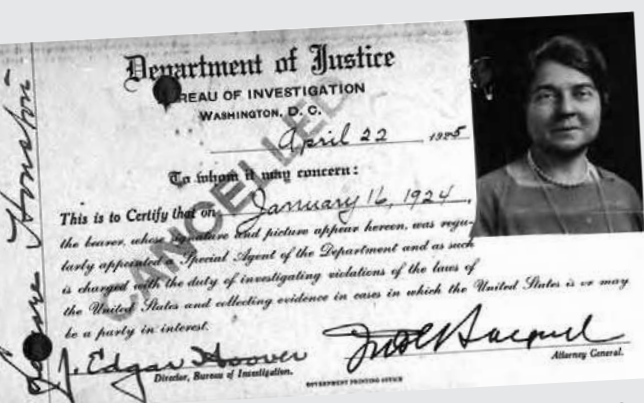 Department of Justice
BUREAU OF INVESTIGATION
WASHINGTON, D. C.
April 22, 1925
To whom it may concern:
This is to Certify that on January 16, 1924,
the bearer, whose signature and picture appear hereon, was regu-
larly appointed a Special Agent of the Department and as such
is charged with the duty of investigating violations of the laws of
the United States and collecting evidence in cases in which the United States is or may
be a party in interest.
J. Edgar Hoover
Director, Bureau of Investigation.
Attorney General.
GOVERNMENT PRINTING OFFICE
CANCELLED
Houston